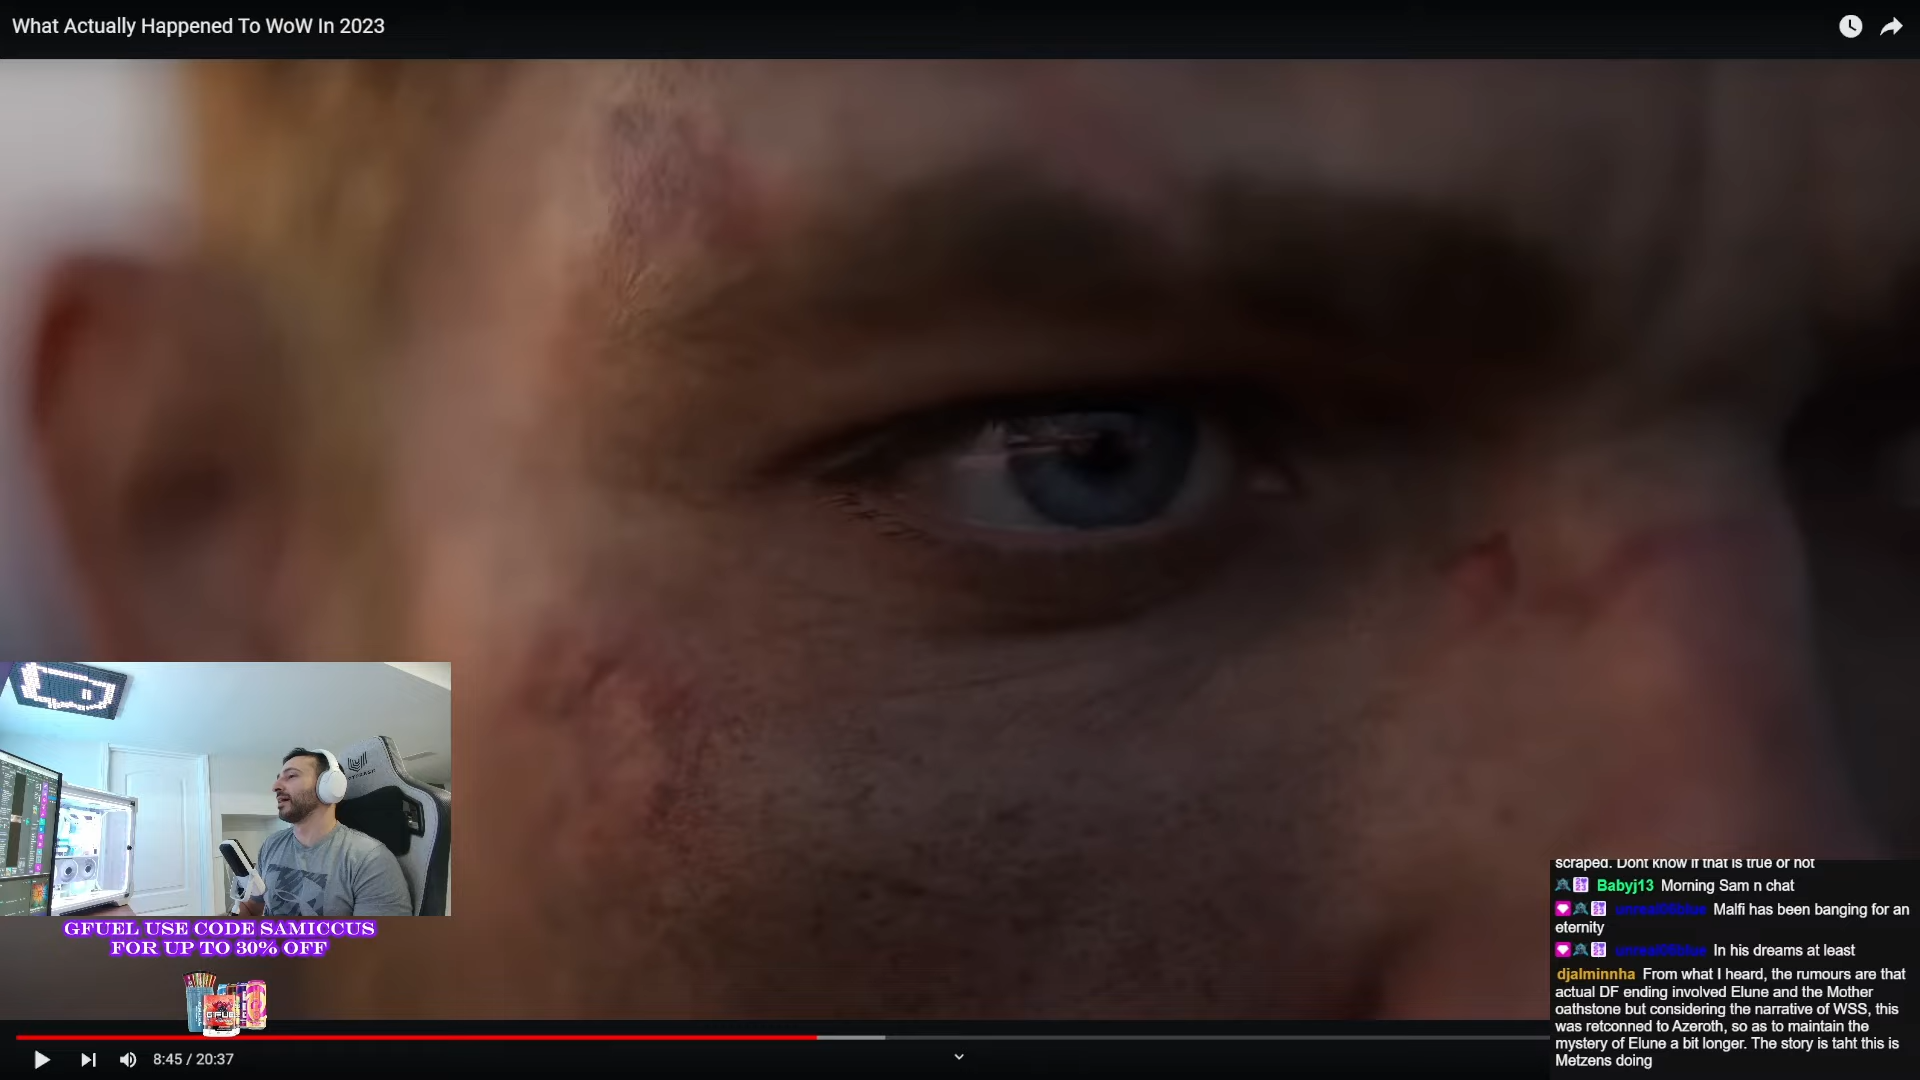 What Actually Happened To WoW In 2023
GFUEL USE CODE SAMICCUS
FOR UP TO 30% OFF
GFUEL
8:45 / 20:37
scraped. Dont know if that is true or not
Babyj13 Morning Sam n chat
Malfi has been banging for an
eternity
In his dreams at least
djalminnha From what I heard, the rumours are that
actual DF ending involved Elune and the Mother
oathstone but considering the narrative of WSS, this
was retconned to Azeroth, so as to maintain the
mystery of Elune a bit longer. The story is taht this is
Metzens doing